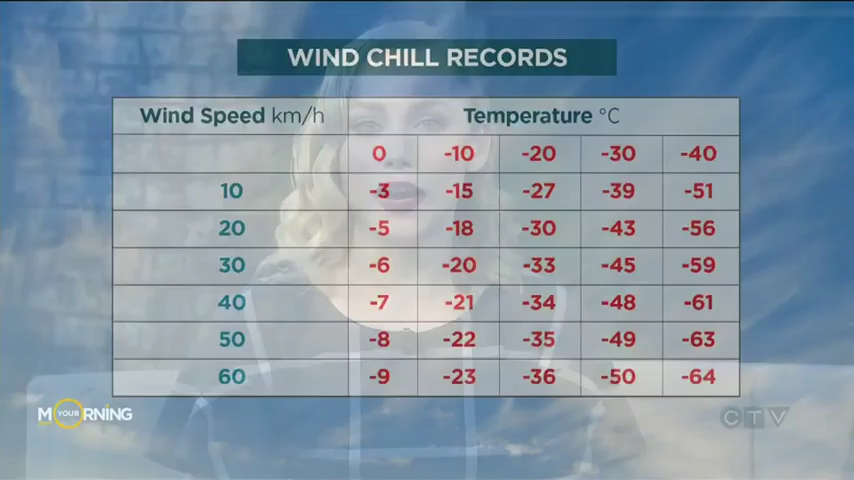 WIND CHILL RECORDS
Wind Speed km/h Temperature °C
0 -10 -20 -30 -40
10 -3 -15 -27 -39 -51
20 -5 -18 -30 -43 -56
30 -6 -20 -33 -45 -59
40 -7 -21 -34 -48 -61
50 -8 -22 -35 -49 -63
60 -9 -23 -36 -50 -64
M YOUR RNING
CTV